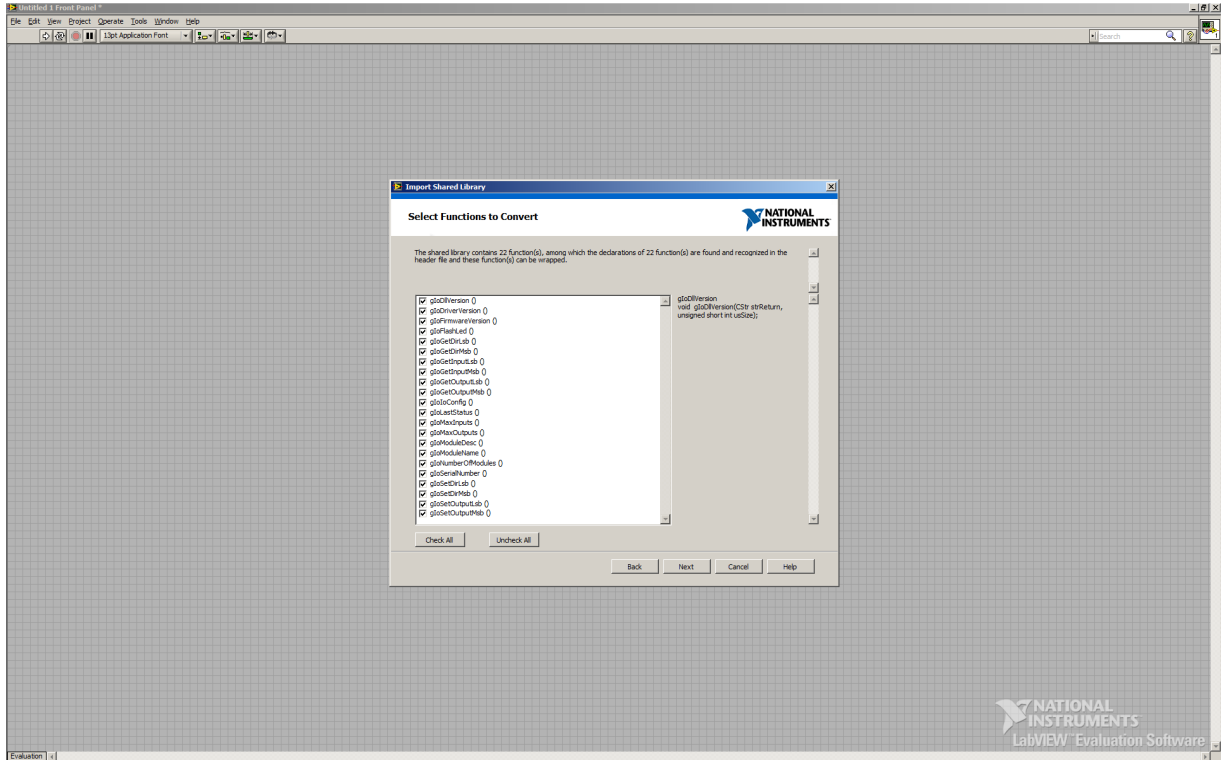 Untitled 1 Front Panel *
File Edit View Project Operate Tools Window Help
13pt Application Font
Search
Import Shared Library
Select Functions to Convert
NATIONAL
INSTRUMENTS
The shared library contains 22 function(s), among which the declarations of 22 function(s) are found and recognized in the
header file and these function(s) can be wrapped.
gIoDllVersion ()
gIoDriverVersion ()
gIoFirmwareVersion ()
gIoFlashLed ()
gIoGetDirLsb ()
gIoGetDirMsb ()
gIoGetInputLsb ()
gIoGetInputMsb ()
gIoGetOutputLsb ()
gIoGetOutputMsb ()
gIoIoConfig ()
gIoLastStatus ()
gIoMaxInputs ()
gIoMaxOutputs ()
gIoModuleDesc ()
gIoModuleName ()
gIoNumberOfModules ()
gIoSerialNumber ()
gIoSetDirLsb ()
gIoSetDirMsb ()
gIoSetOutputLsb ()
gIoSetOutputMsb ()
gIoDllVersion
void gIoDllVersion(CStr strReturn,
unsigned short int usSize);
Check All Uncheck All
Back Next Cancel Help
NATIONAL
INSTRUMENTS
LabVIEW™ Evaluation Software
Evaluation